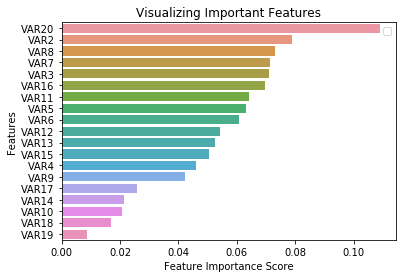 Visualizing Important Features
VAR20
VAR2
VAR8
VAR7
VAR3
VAR16
VAR11
VAR5
VAR6
VAR12
VAR13
VAR15
VAR4
VAR9
VAR17
VAR14
VAR10
VAR18
VAR19
Features
0.00 0.02 0.04 0.06 0.08 0.10
Feature Importance Score